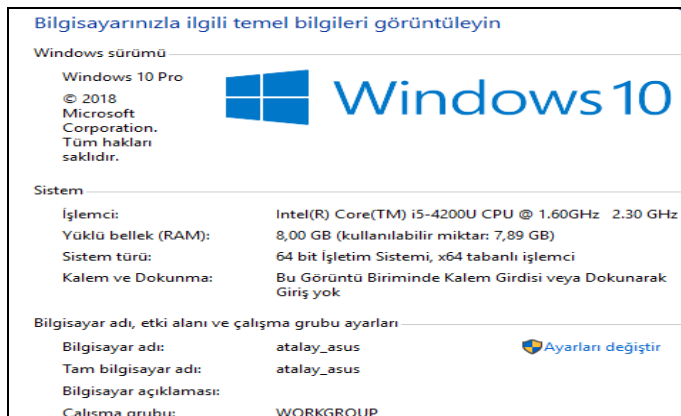 Bilgisayarınızla ilgili temel bilgileri görüntüleyin
Windows sürümü
Windows 10 Pro
© 2018
Microsoft
Corporation.
Tüm hakları
saklıdır.
Windows 10
Sistem
İşlemci: Intel(R) Core(TM) i5-4200U CPU @ 1.60GHz 2.30 GHz
Yüklü bellek (RAM): 8,00 GB (kullanılabilir miktar: 7,89 GB)
Sistem türü: 64 bit İşletim Sistemi, x64 tabanlı işlemci
Kalem ve Dokunma: Bu Görüntü Biriminde Kalem Girdisi veya Dokunarak
Giriş yok
Bilgisayar adı, etki alanı ve çalışma grubu ayarları
Bilgisayar adı: atalay_asus Ayarları değiştir
Tam bilgisayar adı: atalay_asus
Bilgisayar açıklaması:
Çalışma grubu: WORKGROUP